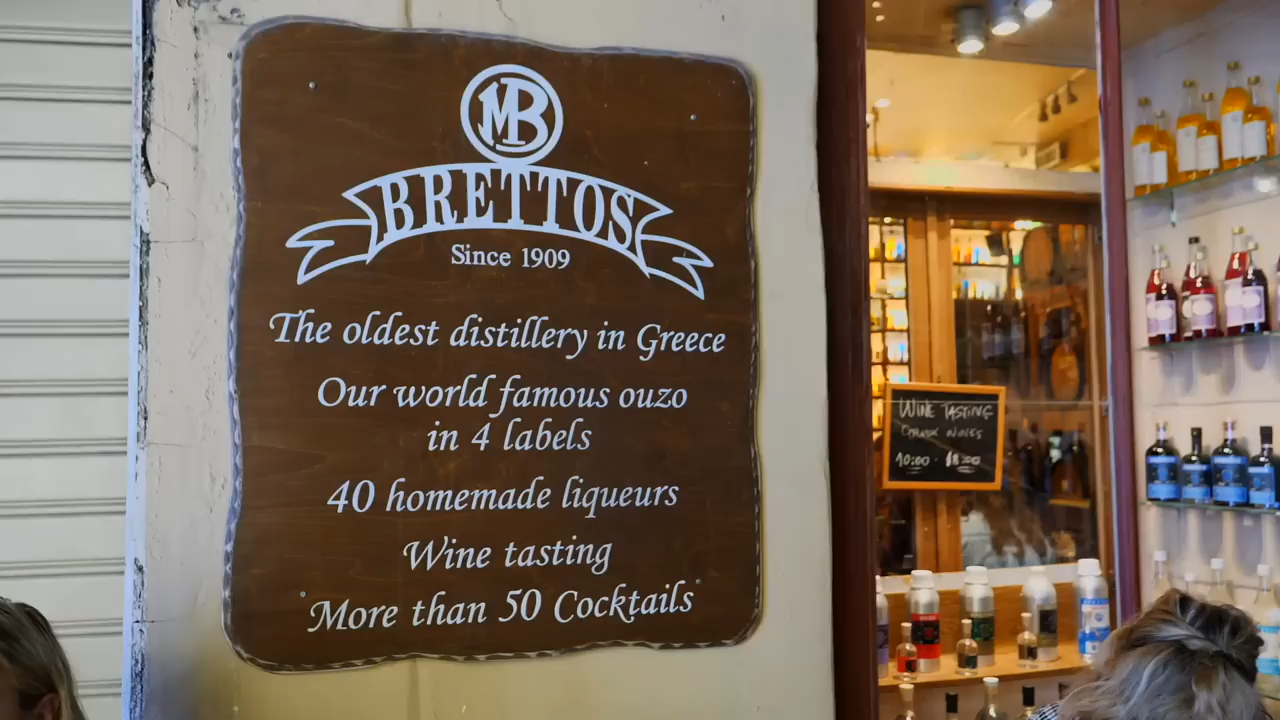 MB
BRETTOS
Since 1909
The oldest distillery in Greece
Our world famous ouzo
in 4 labels
40 homemade liqueurs
Wine tasting
More than 50 Cocktails
WINE TASTING
WINES
10:00 - 18:00